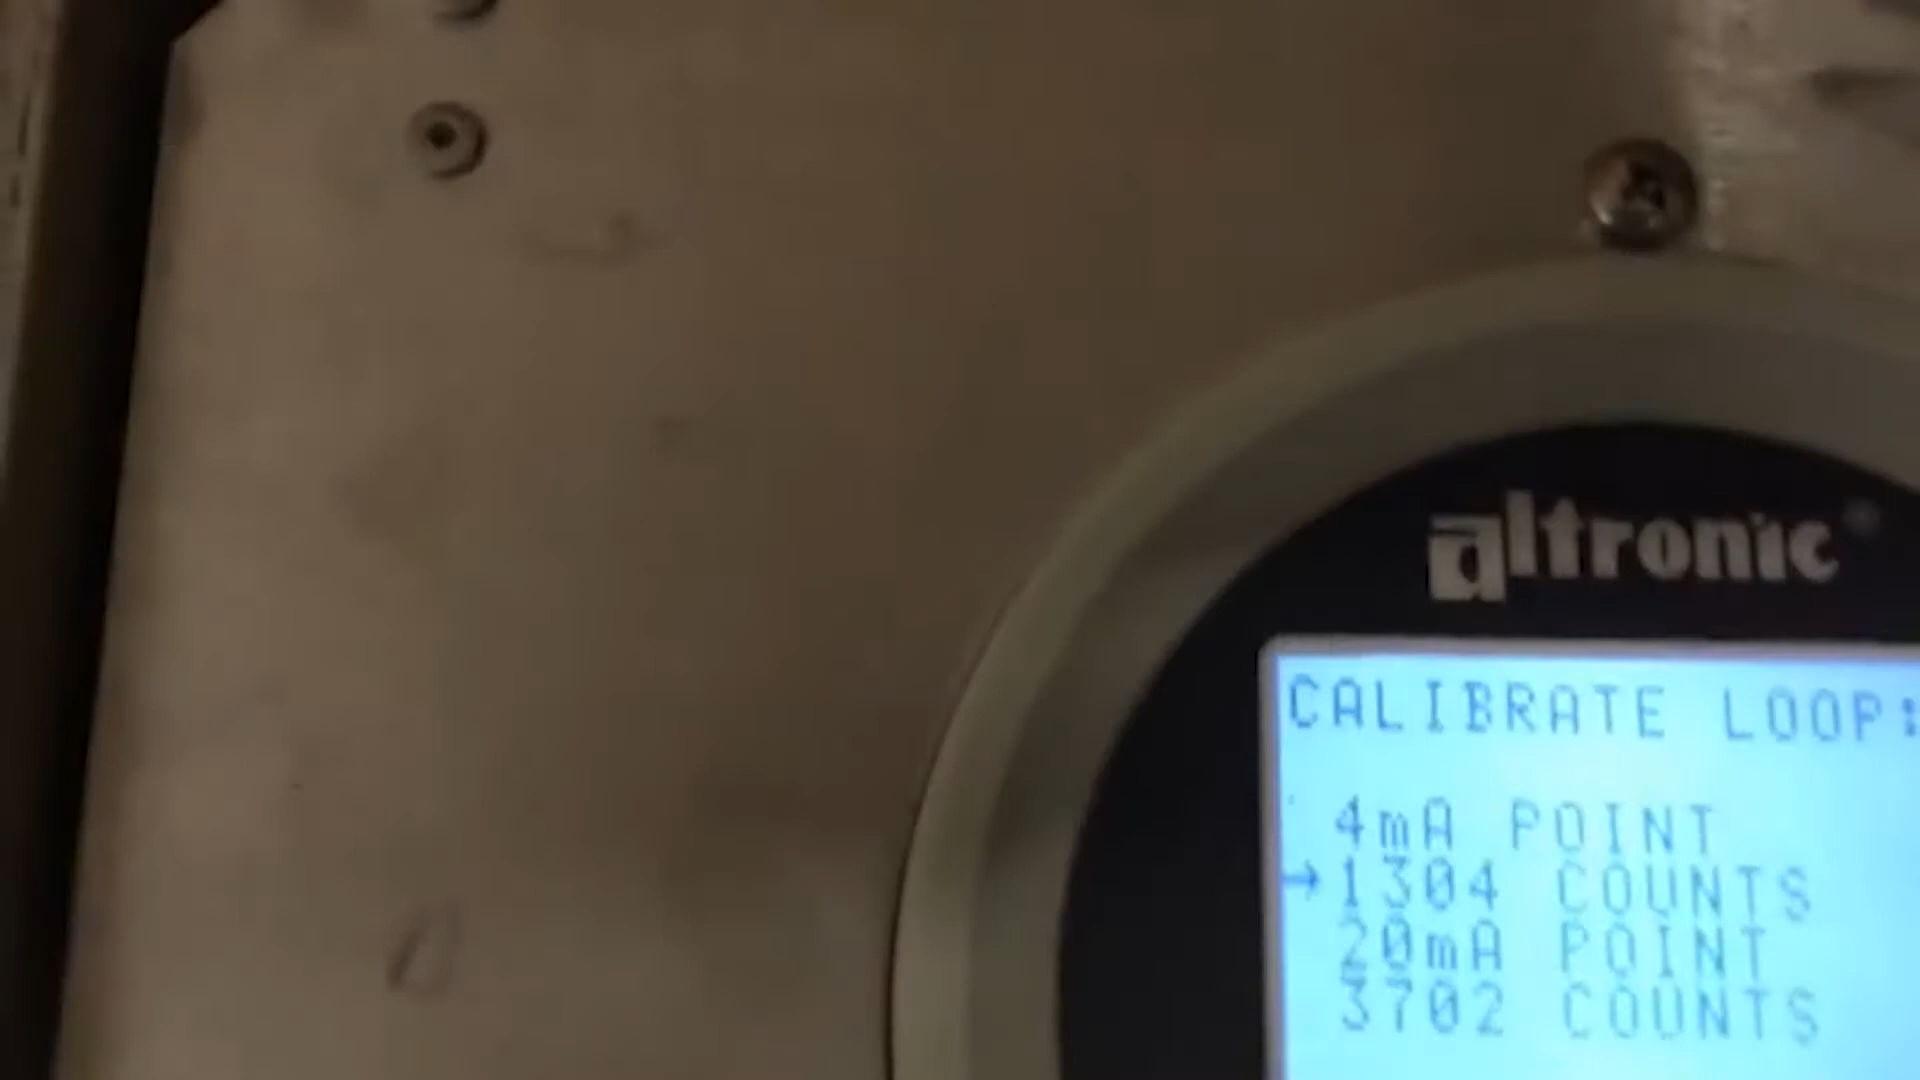 altronic
CALIBRATE LOOP:
4mA POINT
→1304 COUNTS
20mA POINT
3702 COUNTS